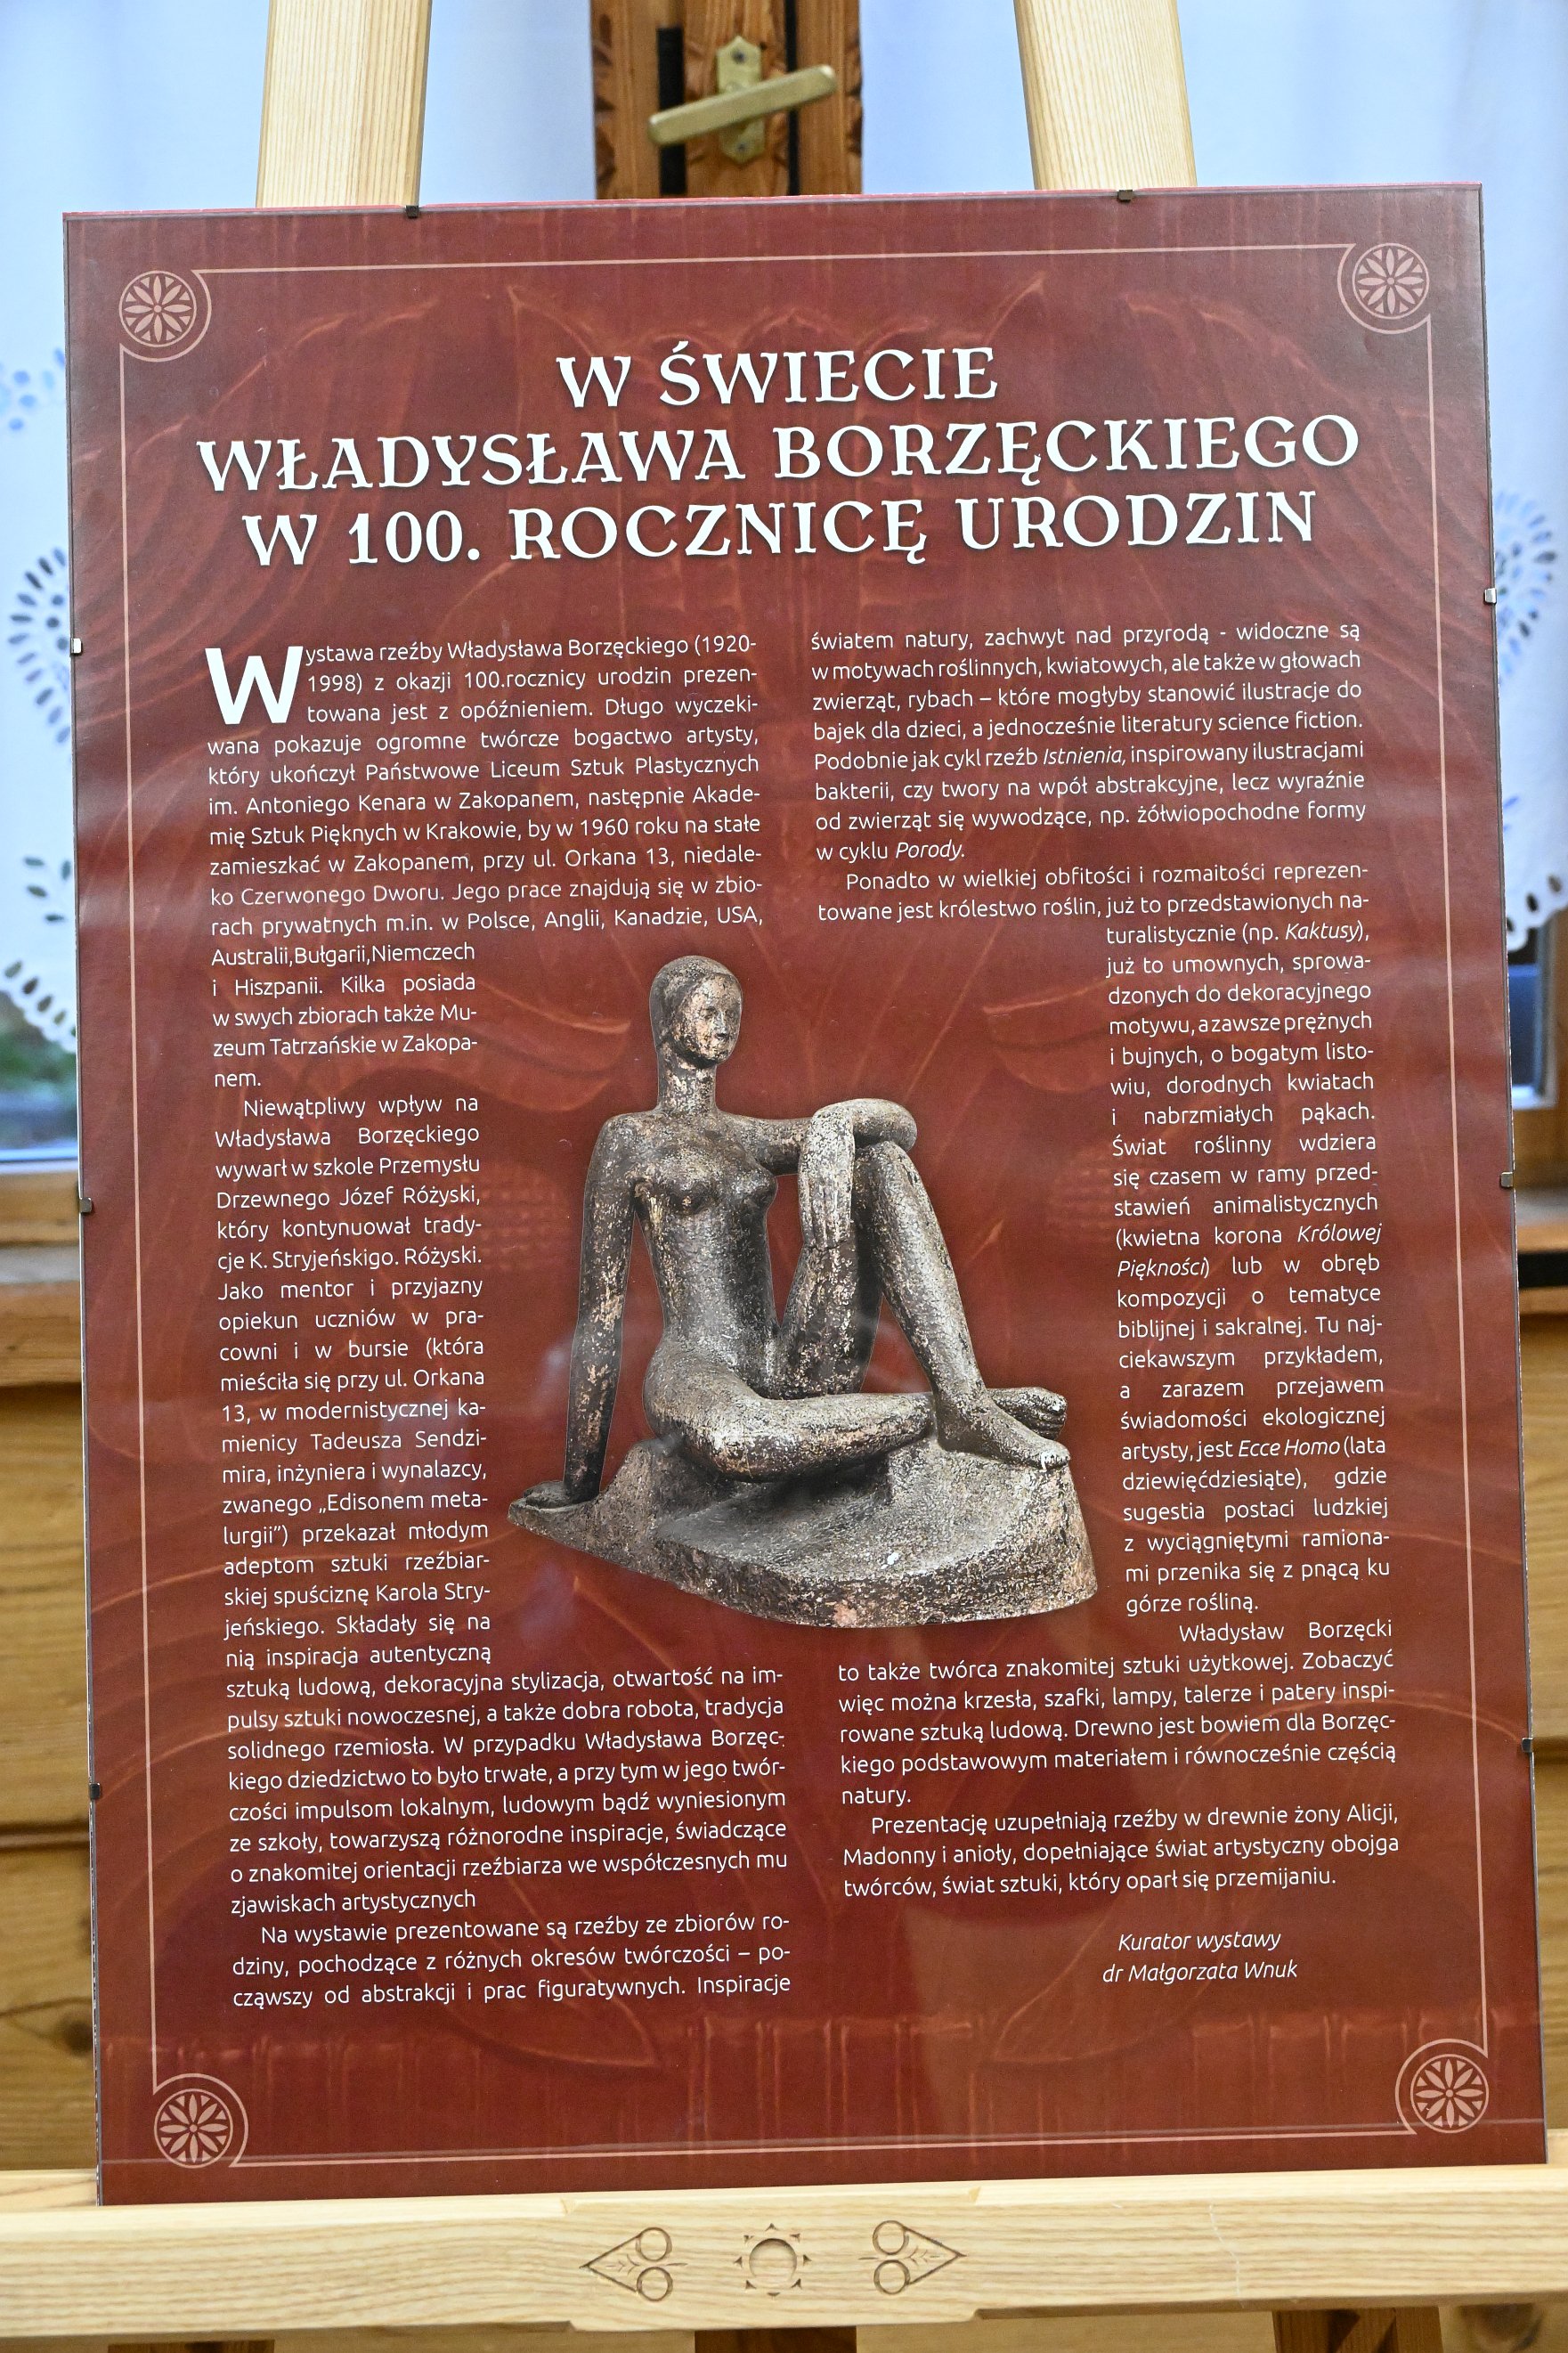 W ŚWIECIE
WŁADYSŁAWA BORZĘCKIEGO
W 100. ROCZNICĘ URODZIN
Wystawa rzeźby Władysława Borzęckiego (1920-
1998) z okazji 100.rocznicy urodzin prezen-
towana jest z opóźnieniem. Długo wyczeki-
wana pokazuje ogromne twórcze bogactwo artysty,
który ukończył Państwowe Liceum Sztuk Plastycznych
im. Antoniego Kenara w Zakopanem, następnie Akade-
mię Sztuk Pięknych w Krakowie, by w 1960 roku na stałe
zamieszkać w Zakopanem, przy ul. Orkana 13, niedale-
ko Czerwonego Dworu. Jego prace znajdują się w zbio-
rach prywatnych m.in. w Polsce, Anglii, Kanadzie, USA,
Australii,Bułgarii,Niemczech
i Hiszpanii. Kilka posiada
w swych zbiorach także Mu-
zeum Tatrzańskie w Zakopa-
nem.
Niewątpliwy wpływ na
Władysława Borzęckiego
wywarł w szkole Przemysłu
Drzewnego Józef Różyski,
który kontynuował trady-
cje K. Stryjeńskigo. Różyski.
Jako mentor i przyjazny
opiekun uczniów w pra-
cowni i w bursie (która
mieściła się przy ul. Orkana
13, w modernistycznej ka-
mienicy Tadeusza Sendzi-
mira, inżyniera i wynalazcy,
zwanego „Edisonem meta-
lurgii”) przekazał młodym
adeptom sztuki rzeźbiar-
skiej spuściznę Karola Stry-
jeńskiego. Składały się na
nią inspiracja autentyczną
sztuką ludową, dekoracyjna stylizacja, otwartość na im-
pulsy sztuki nowoczesnej, a także dobra robota, tradycja
solidnego rzemiosła. W przypadku Władysława Borzęc-
kiego dziedzictwo to było trwałe, a przy tym w jego twór-
czości impulsom lokalnym, ludowym bądź wyniesionym
ze szkoły, towarzyszą różnorodne inspiracje, świadczące
o znakomitej orientacji rzeźbiarza we współczesnych mu
zjawiskach artystycznych
Na wystawie prezentowane są rzeźby ze zbiorów ro-
dziny, pochodzące z różnych okresów twórczości – po-
cząwszy od abstrakcji i prac figuratywnych. Inspiracje
światem natury, zachwyt nad przyrodą - widoczne są
w motywach roślinnych, kwiatowych, ale także w głowach
zwierząt, rybach – które mogłyby stanowić ilustracje do
bajek dla dzieci, a jednocześnie literatury science fiction.
Podobnie jak cykl rzeźb Istnienia, inspirowany ilustracjami
bakterii, czy twory na wpół abstrakcyjne, lecz wyraźnie
od zwierząt się wywodzące, np. żółwiopochodne formy
w cyklu Porody.
Ponadto w wielkiej obfitości i rozmaitości reprezen-
towane jest królestwo roślin, już to przedstawionych na-
turalistycznie (np. Kaktusy),
już to umownych, sprowa-
dzonych do dekoracyjnego
motywu, a zawsze prężnych
i bujnych, o bogatym listo-
wiu, dorodnych kwiatach
i nabrzmiałych pąkach.
Świat roślinny wdziera
się czasem w ramy przed-
stawień animalistycznych
(kwietna korona Królowej
Piękności) lub w obręb
kompozycji o tematyce
biblijnej i sakralnej. Tu naj-
ciekawszym przykładem,
a zarazem przejawem
świadomości ekologicznej
artysty, jest Ecce Homo (lata
dziewięćdziesiąte), gdzie
sugestia postaci ludzkiej
z wyciągniętymi ramiona-
mi przenika się z pnącą ku
górze rośliną.
Władysław Borzęcki
to także twórca znakomitej sztuki użytkowej. Zobaczyć
więc można krzesła, szafki, lampy, talerze i patery inspi-
rowane sztuką ludową. Drewno jest bowiem dla Borzęc-
kiego podstawowym materiałem i równocześnie częścią
natury.
Prezentację uzupełniają rzeźby w drewnie żony Alicji,
Madonny i anioły, dopełniające świat artystyczny obojga
twórców, świat sztuki, który oparł się przemijaniu.
Kurator wystawy
dr Małgorzata Wnuk